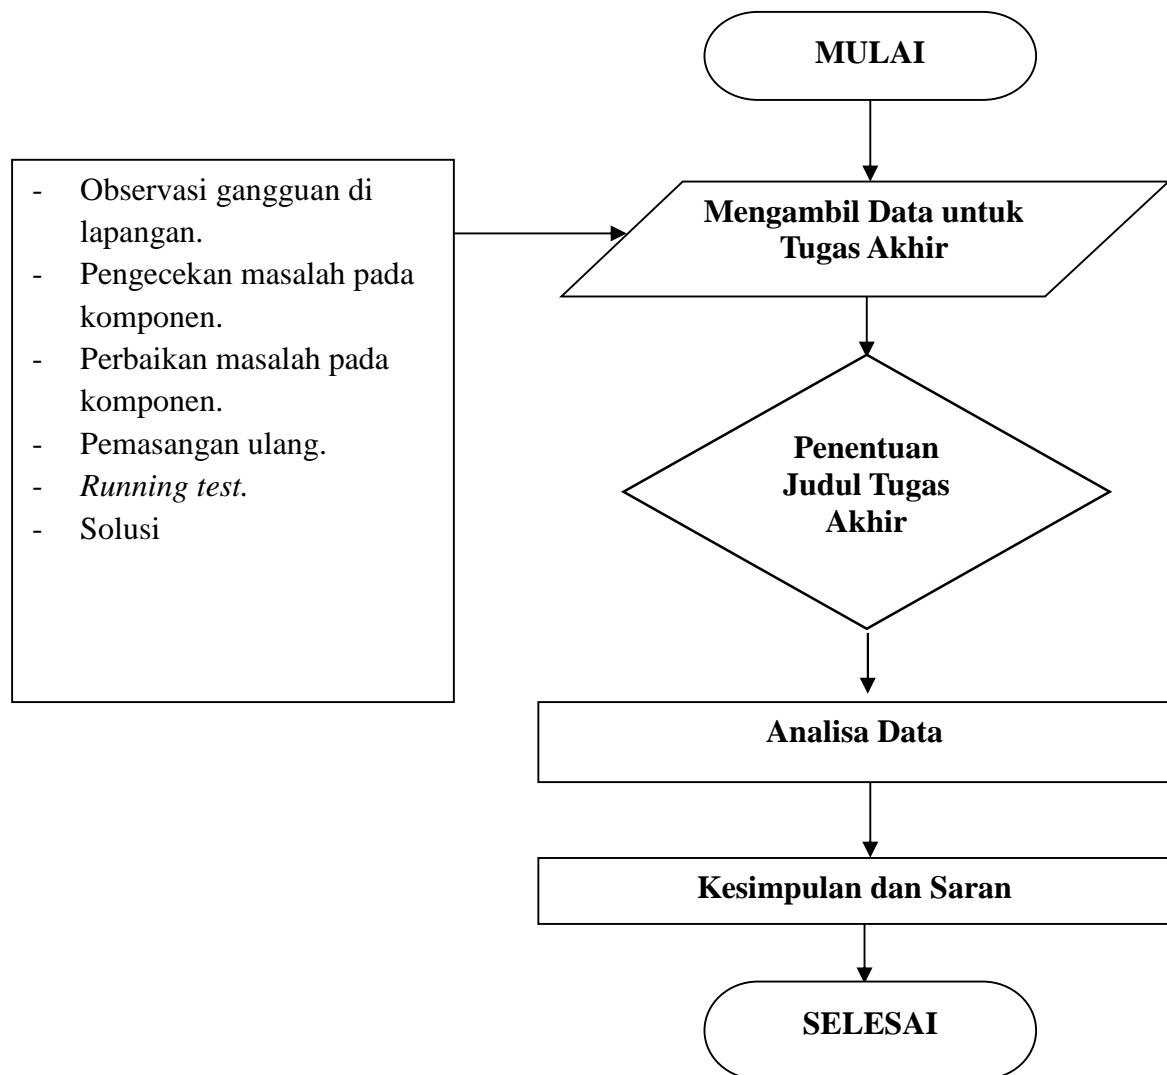 MULAI
- Observasi gangguan di
lapangan.
- Pengecekan masalah pada
komponen.
- Perbaikan masalah pada
komponen.
- Pemasangan ulang.
- Running test.
- Solusi
Mengambil Data untuk
Tugas Akhir
Penentuan
Judul Tugas
Akhir
Analisa Data
Kesimpulan dan Saran
SELESAI